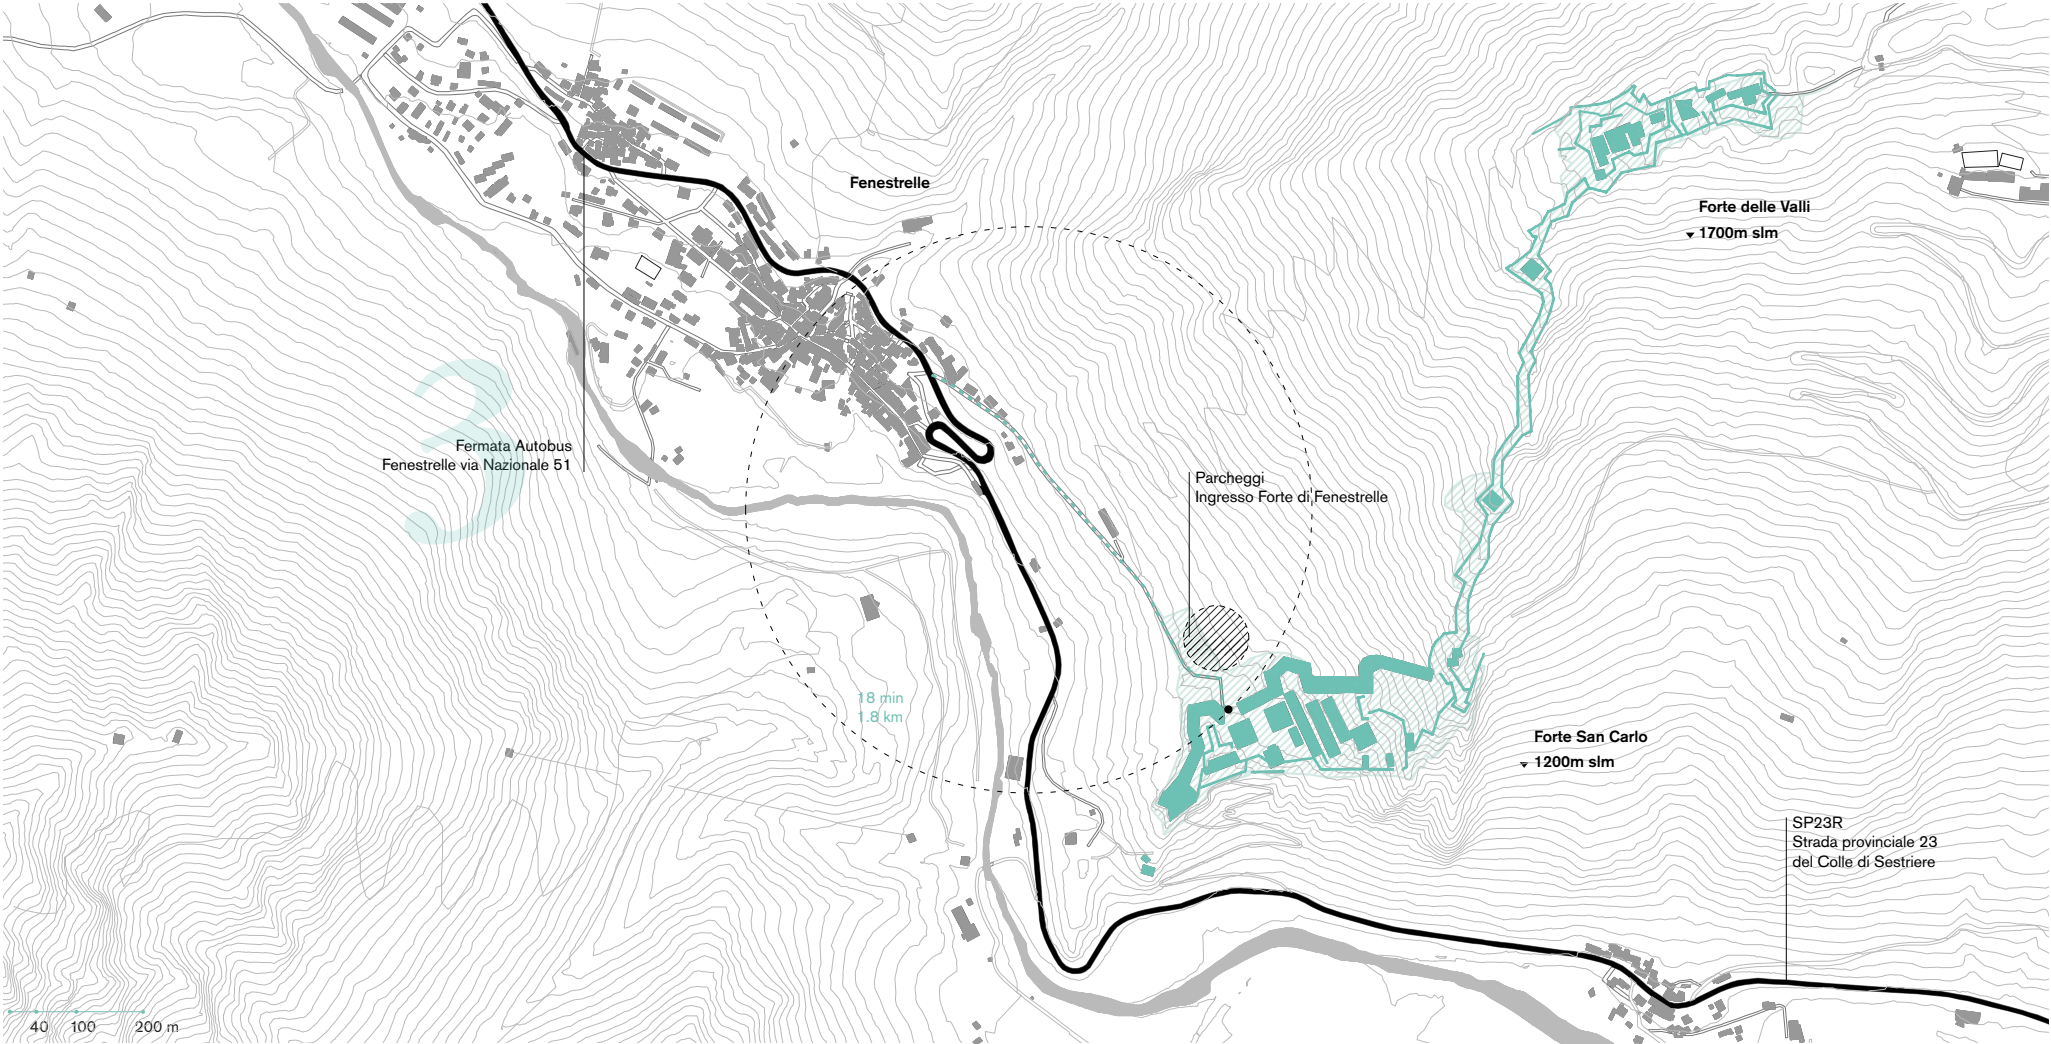 Fenestrelle
Forte delle Valli
1700m slm
3
Fermata Autobus
Fenestrelle via Nazionale 51
Parcheggi
Ingresso Forte di Fenestrelle
18 min
1.8 km
Forte San Carlo
1200m slm
SP23R
Strada provinciale 23
del Colle di Sestriere
40 100 200 m